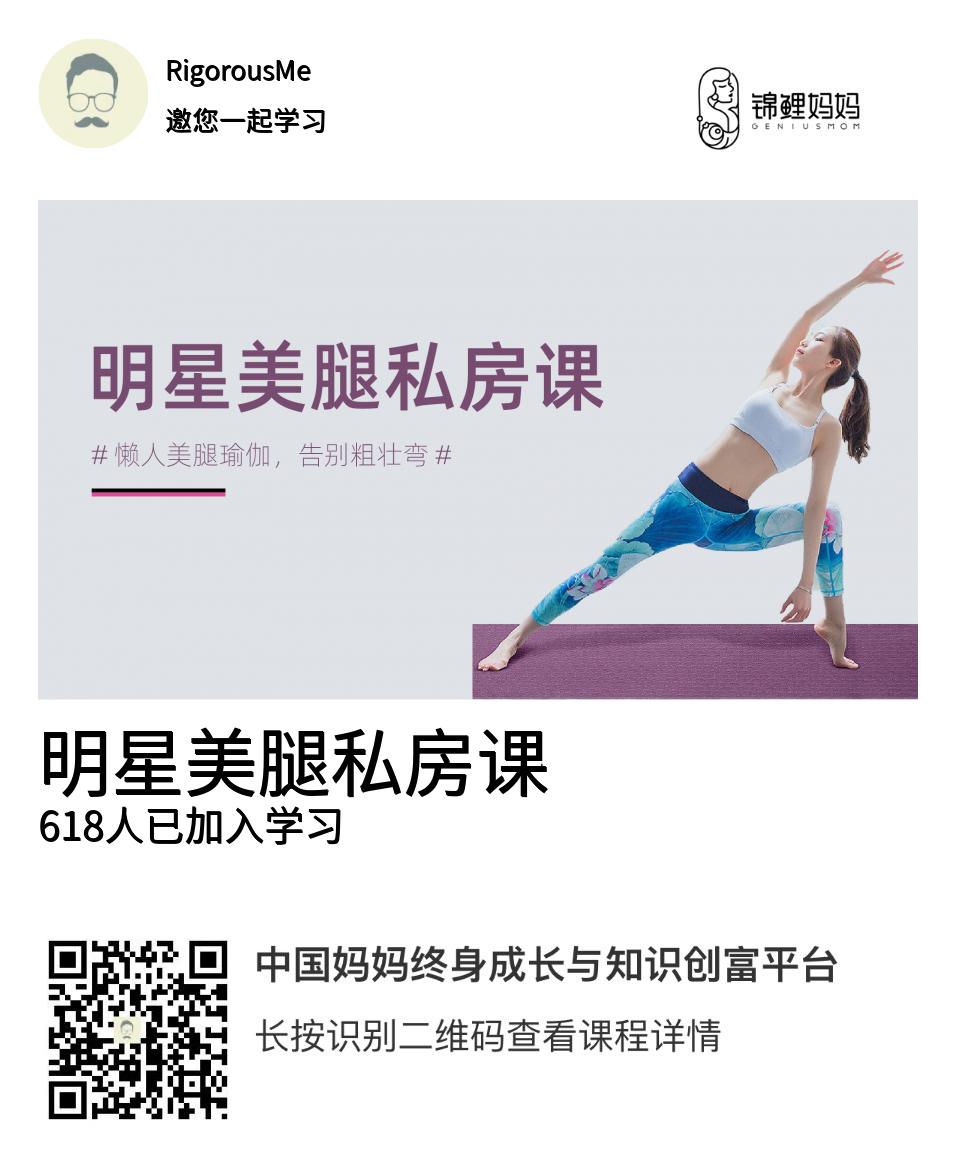 RigorousMe
邀您一起学习
锦鲤妈妈
GENIUSMOM
明星美腿私房课
# 懒人美腿瑜伽，告别粗壮弯 #
明星美腿私房课
618人已加入学习
中国妈妈终身成长与知识创富平台
长按识别二维码查看课程详情